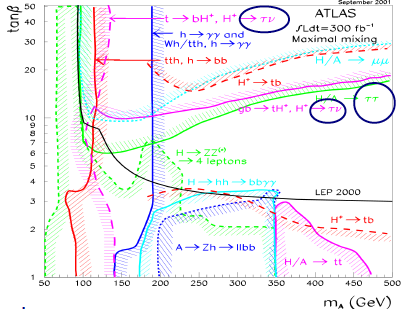 September 2001
tanβ
50
40
30
20
10
9
8
7
6
5
4
3
2
1
t → bH⁺, H⁺ → τν
ATLAS
∫Ldt=300 fb⁻¹
Maximal mixing
h → γγ and
Wh/tth, h → γγ
tth, h → bb
H/A → μμ
H⁺→tb
H/A → ττ
gb → tH⁺, H⁺ → τν
H → ZZ⁽*⁾
→ 4 leptons
LEP 2000
H → hh → bbγγ
H⁺ → tb
A → Zh → llbb
H/A → tt
50 100 150 200 250 300 350 400 450 500
m_A (GeV)